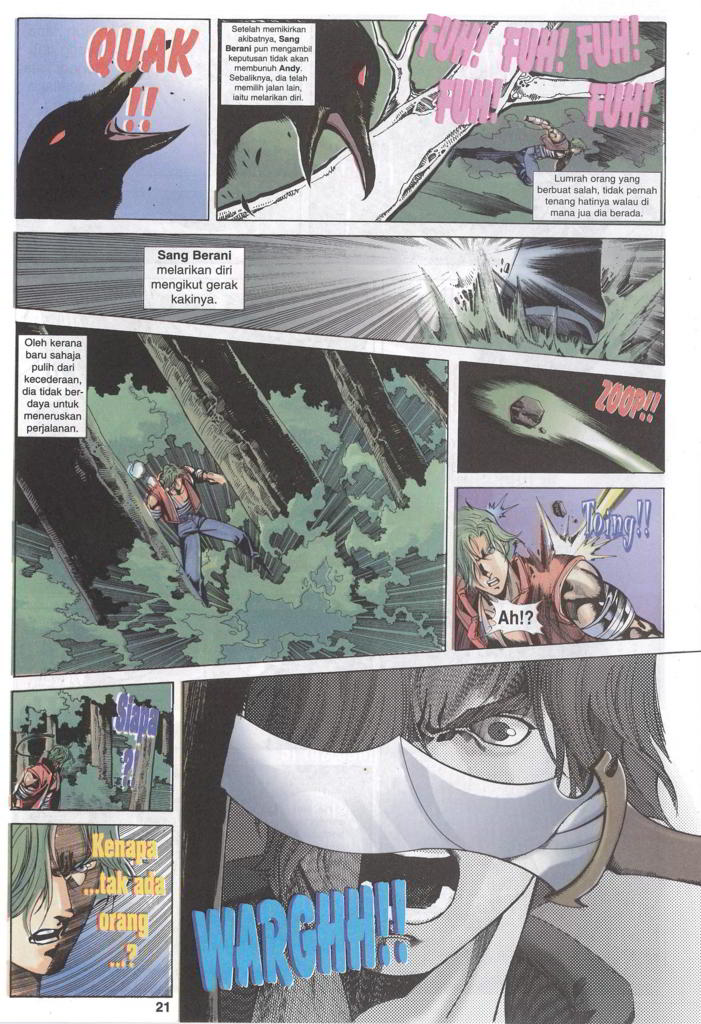 QUAK
!!
Setelah memikirkan
akibatnya, Sang
Berani pun mengambil
keputusan tidak akan
membunuh Andy.
Sebaliknya, dia telah
memilih jalan lain,
iaitu melarikan diri.
FUH! FUH! FUH!
FUH! FUH!
Lumrah orang yang
berbuat salah, tidak pernah
tenang hatinya walau di
mana jua dia berada.
Sang Berani
melarikan diri
mengikut gerak
kakinya.
Oleh kerana
baru sahaja
pulih dari
kecederaan,
dia tidak ber-
daya untuk
meneruskan
perjalanan.
ZOOP!!
Toing!!
Ah!?
Siapa
?!
Kenapa
...tak ada
orang
...?
WARGHH!!
21